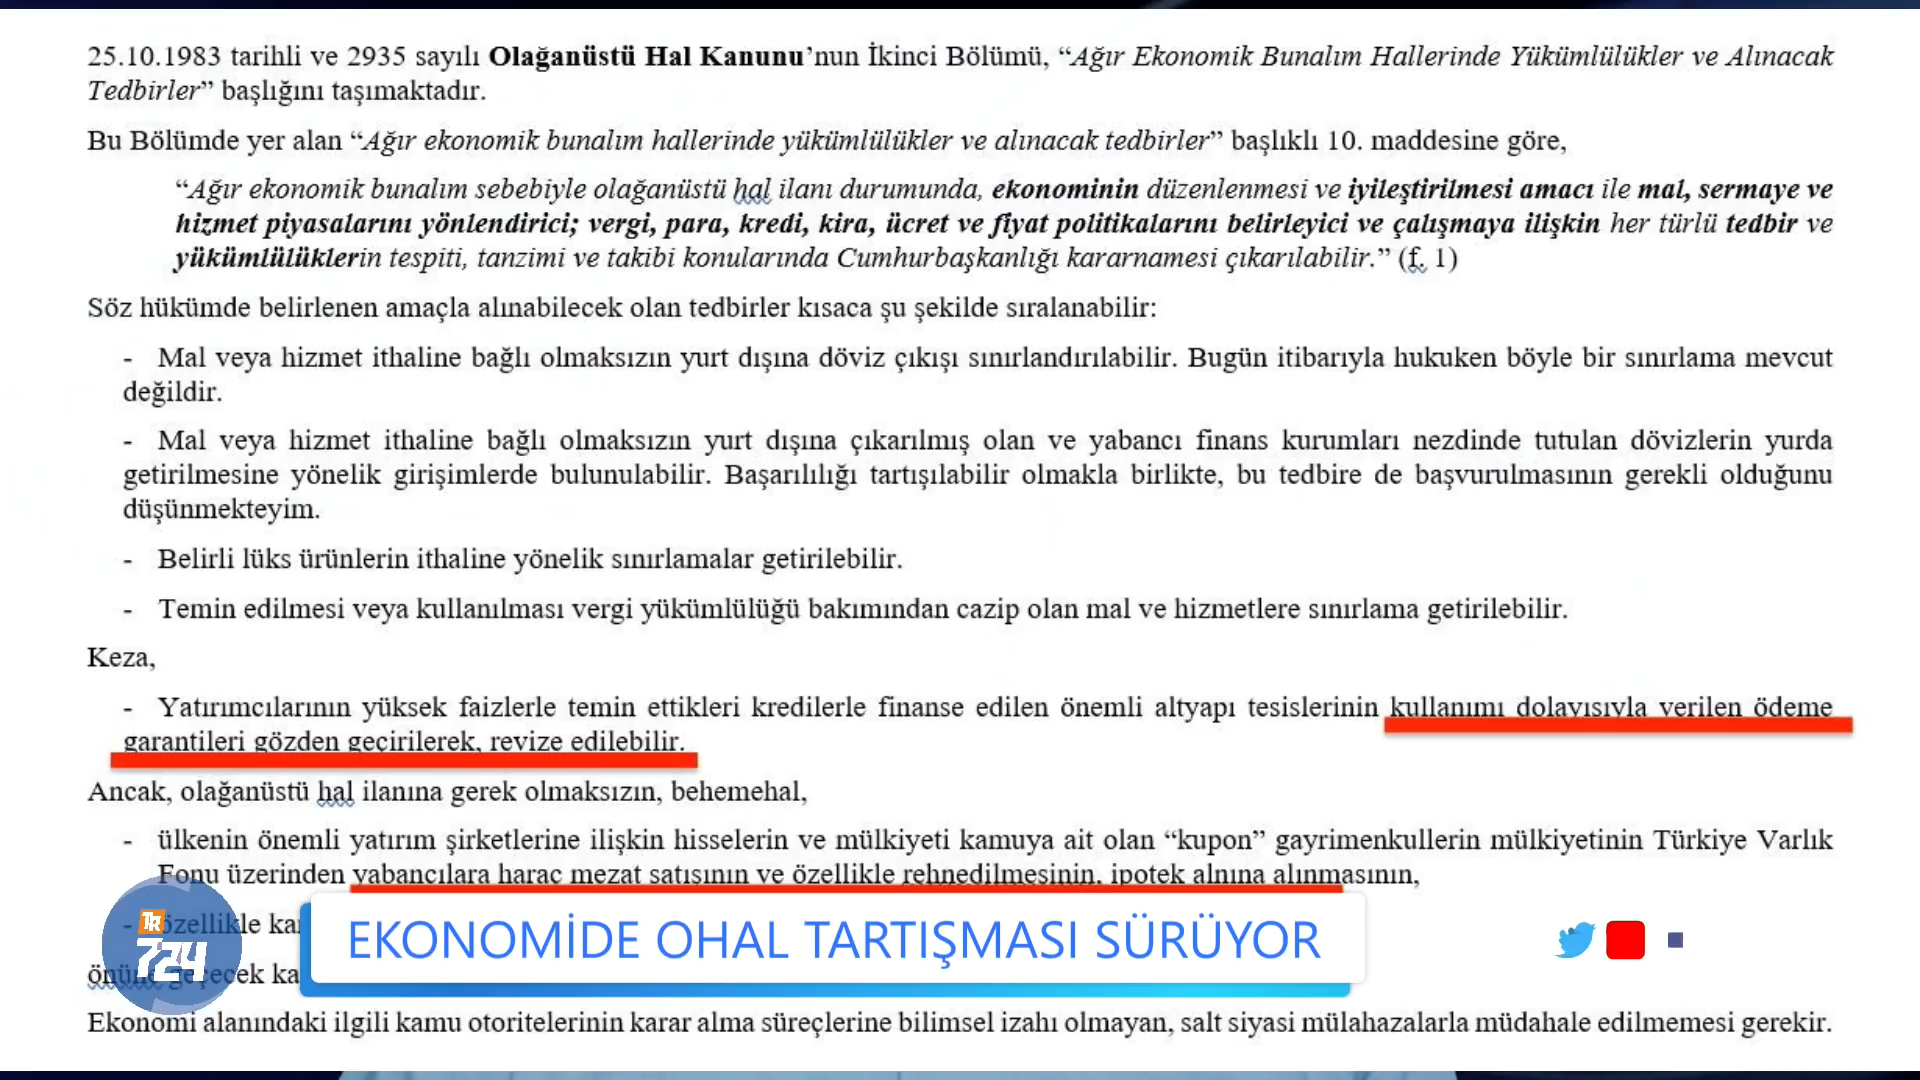 25.10.1983 tarihli ve 2935 sayılı Olağanüstü Hal Kanunu’nun İkinci Bölümü, “Ağır Ekonomik Bunalım Hallerinde Yükümlülükler ve Alınacak
Tedbirler” başlığını taşımaktadır.
Bu Bölümde yer alan “Ağır ekonomik bunalım hallerinde yükümlülükler ve alınacak tedbirler” başlıklı 10. maddesine göre,
“Ağır ekonomik bunalım sebebiyle olağanüstü hal ilanı durumunda, ekonominin düzenlenmesi ve iyileştirilmesi amacı ile mal, sermaye ve
hizmet piyasalarını yönlendirici; vergi, para, kredi, kira, ücret ve fiyat politikalarını belirleyici ve çalışmaya ilişkin her türlü tedbir ve
yükümlülüklerin tespiti, tanzimi ve takibi konularında Cumhurbaşkanlığı kararnamesi çıkarılabilir.” (f. 1)
Söz hükümde belirlenen amaçla alınabilecek olan tedbirler kısaca şu şekilde sıralanabilir:
- Mal veya hizmet ithaline bağlı olmaksızın yurt dışına döviz çıkışı sınırlandırılabilir. Bugün itibarıyla hukuken böyle bir sınırlama mevcut
değildir.
- Mal veya hizmet ithaline bağlı olmaksızın yurt dışına çıkarılmış olan ve yabancı finans kurumları nezdinde tutulan dövizlerin yurda
getirilmesine yönelik girişimlerde bulunulabilir. Başarılılığı tartışılabilir olmakla birlikte, bu tedbire de başvurulmasının gerekli olduğunu
düşünmekteyim.
- Belirli lüks ürünlerin ithaline yönelik sınırlamalar getirilebilir.
- Temin edilmesi veya kullanılması vergi yükümlülüğü bakımından cazip olan mal ve hizmetlere sınırlama getirilebilir.
Keza,
- Yatırımcılarının yüksek faizlerle temin ettikleri kredilerle finanse edilen önemli altyapı tesislerinin kullanımı dolayısıyla verilen ödeme
garantileri gözden geçirilerek, revize edilebilir.
Ancak, olağanüstü hal ilanına gerek olmaksızın, behemehal,
- ülkenin önemli yatırım şirketlerine ilişkin hisselerin ve mülkiyeti kamuya ait olan “kupon” gayrimenkullerin mülkiyetinin Türkiye Varlık
Fonu üzerinden yabancılara haraç mezat satışının ve özellikle rehnedilmesinin, ipotek altına alınmasının,
- özellikle ka
EKONOMİDE OHAL TARTIŞMASI SÜRÜYOR
TR
724
önüne geçecek ka
Ekonomi alanındaki ilgili kamu otoritelerinin karar alma süreçlerine bilimsel izahı olmayan, salt siyasi mülahazalarla müdahale edilmemesi gerekir.